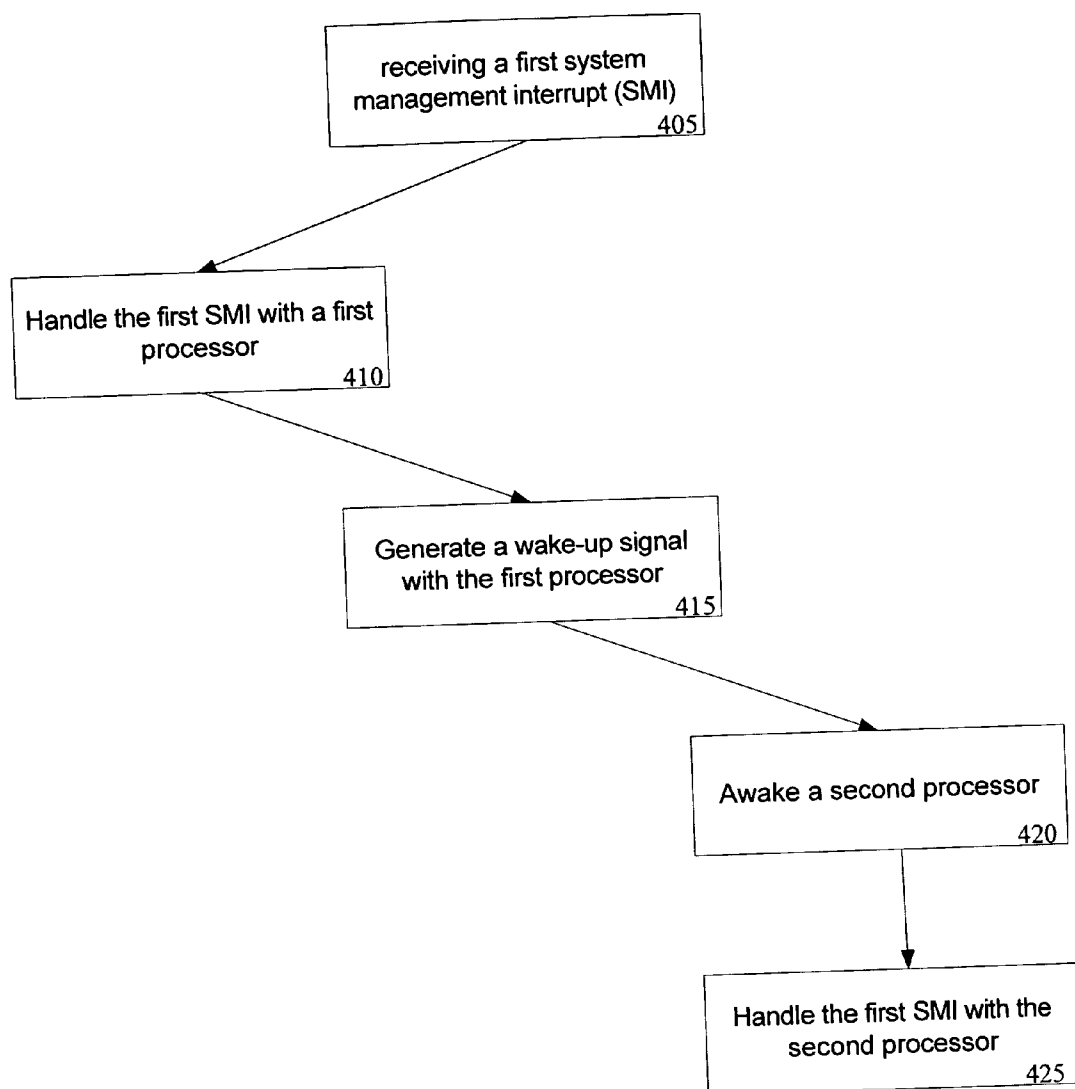 receiving a first system
management interrupt (SMI)
405
Handle the first SMI with a first
processor
410
Generate a wake-up signal
with the first processor
415
Awake a second processor
420
Handle the first SMI with the
second processor
425